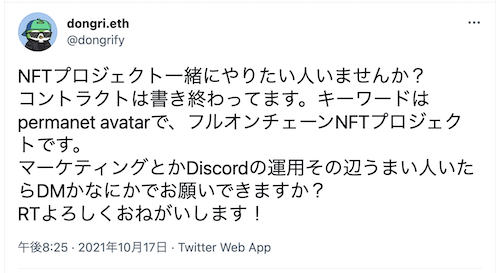 dongri.eth
@dongrify
NFTプロジェクト一緒にやりたい人いませんか？
コントラクトは書き終わってます。キーワードは
permanet avatarで、フルオンチェーンNFTプロジェク
トです。
マーケティングとかDiscordの運用その辺うまい人いた
らDMかなにかでお願いできますか？
RTよろしくおねがいします！
午後8:25 · 2021年10月17日 · Twitter Web App